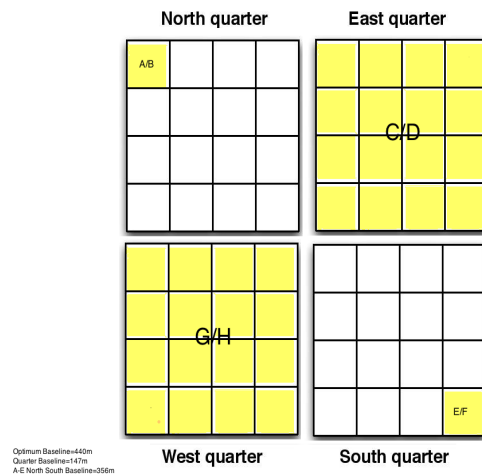 North quarter
East quarter
A/B
C/D
G/H
E/F
West quarter
South quarter
Optimum Baseline=440m
Quarter Baseline=147m
A-E North South Baseline=356m